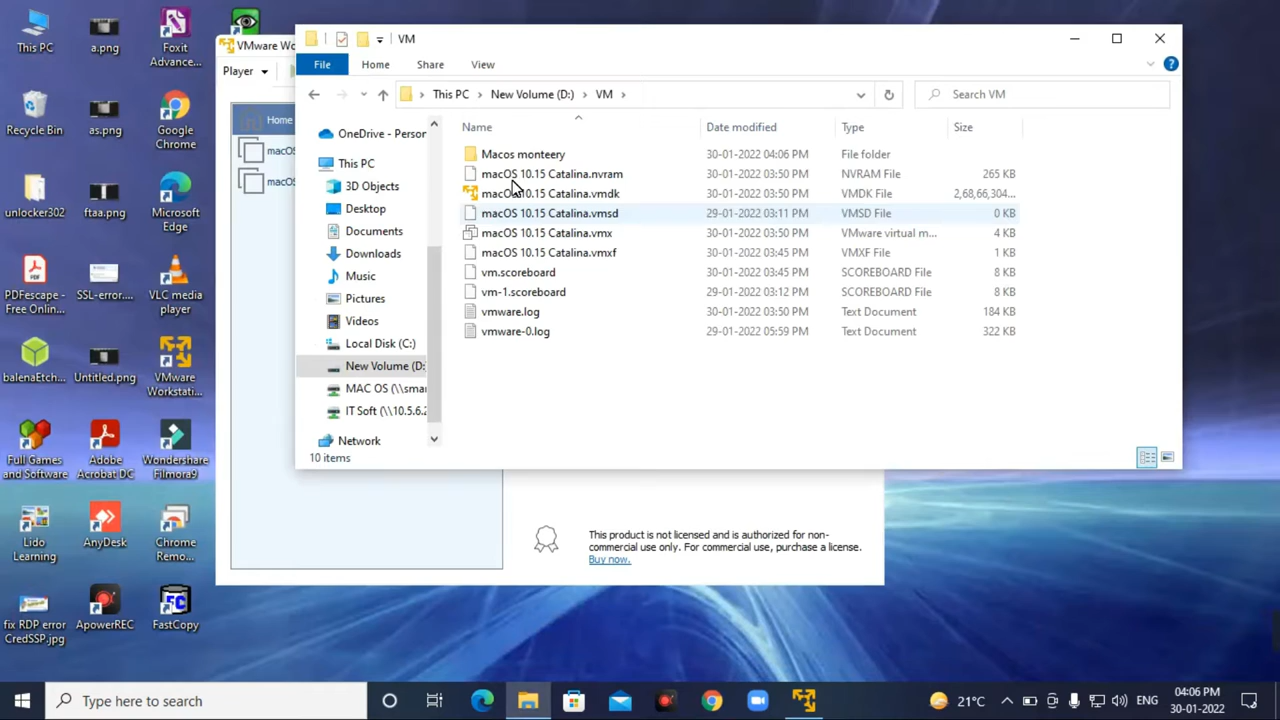 This PC
a.png
Foxit
Advance...
Recycle Bin
as.png
Google
Chrome
unlocker302
ftaa.png
Microsoft
Edge
PDFescape -
Free Onlin...
SSL-error....
VLC media
player
balenaEtch...
Untitled.png
VMware
Workstati...
Full Games
and Software
Adobe
Acrobat DC
Wondershare
Filmora9
Lido
Learning
AnyDesk
Chrome
Remo...
fix RDP error
CredSSP.jpg
ApowerREC
FastCopy
VMware Wo
Player
Home
macOS
macOS
VM
File
Home
Share
View
This PC > New Volume (D:) > VM >
Search VM
OneDrive - Person
This PC
3D Objects
Desktop
Documents
Downloads
Music
Pictures
Videos
Local Disk (C:)
New Volume (D:
MAC OS (\\sma
IT Soft (\\10.5.6.2
Network
Name Date modified Type Size
Macos monteery 30-01-2022 04:06 PM File folder
macOS 10.15 Catalina.nvram 30-01-2022 03:50 PM NVRAM File 265 KB
macOS 10.15 Catalina.vmdk 30-01-2022 03:50 PM VMDK File 2,68,66,304...
macOS 10.15 Catalina.vmsd 29-01-2022 03:11 PM VMSD File 0 KB
macOS 10.15 Catalina.vmx 30-01-2022 03:50 PM VMware virtual m... 4 KB
macOS 10.15 Catalina.vmxf 30-01-2022 03:45 PM VMXF File 1 KB
vm.scoreboard 30-01-2022 03:45 PM SCOREBOARD File 8 KB
vm-1.scoreboard 29-01-2022 03:12 PM SCOREBOARD File 8 KB
vmware.log 30-01-2022 03:50 PM Text Document 184 KB
vmware-0.log 29-01-2022 05:59 PM Text Document 322 KB
10 items
This product is not licensed and is authorized for non-
commercial use only. For commercial use, purchase a license.
Buy now.
Type here to search
21°C
ENG
04:06 PM
30-01-2022